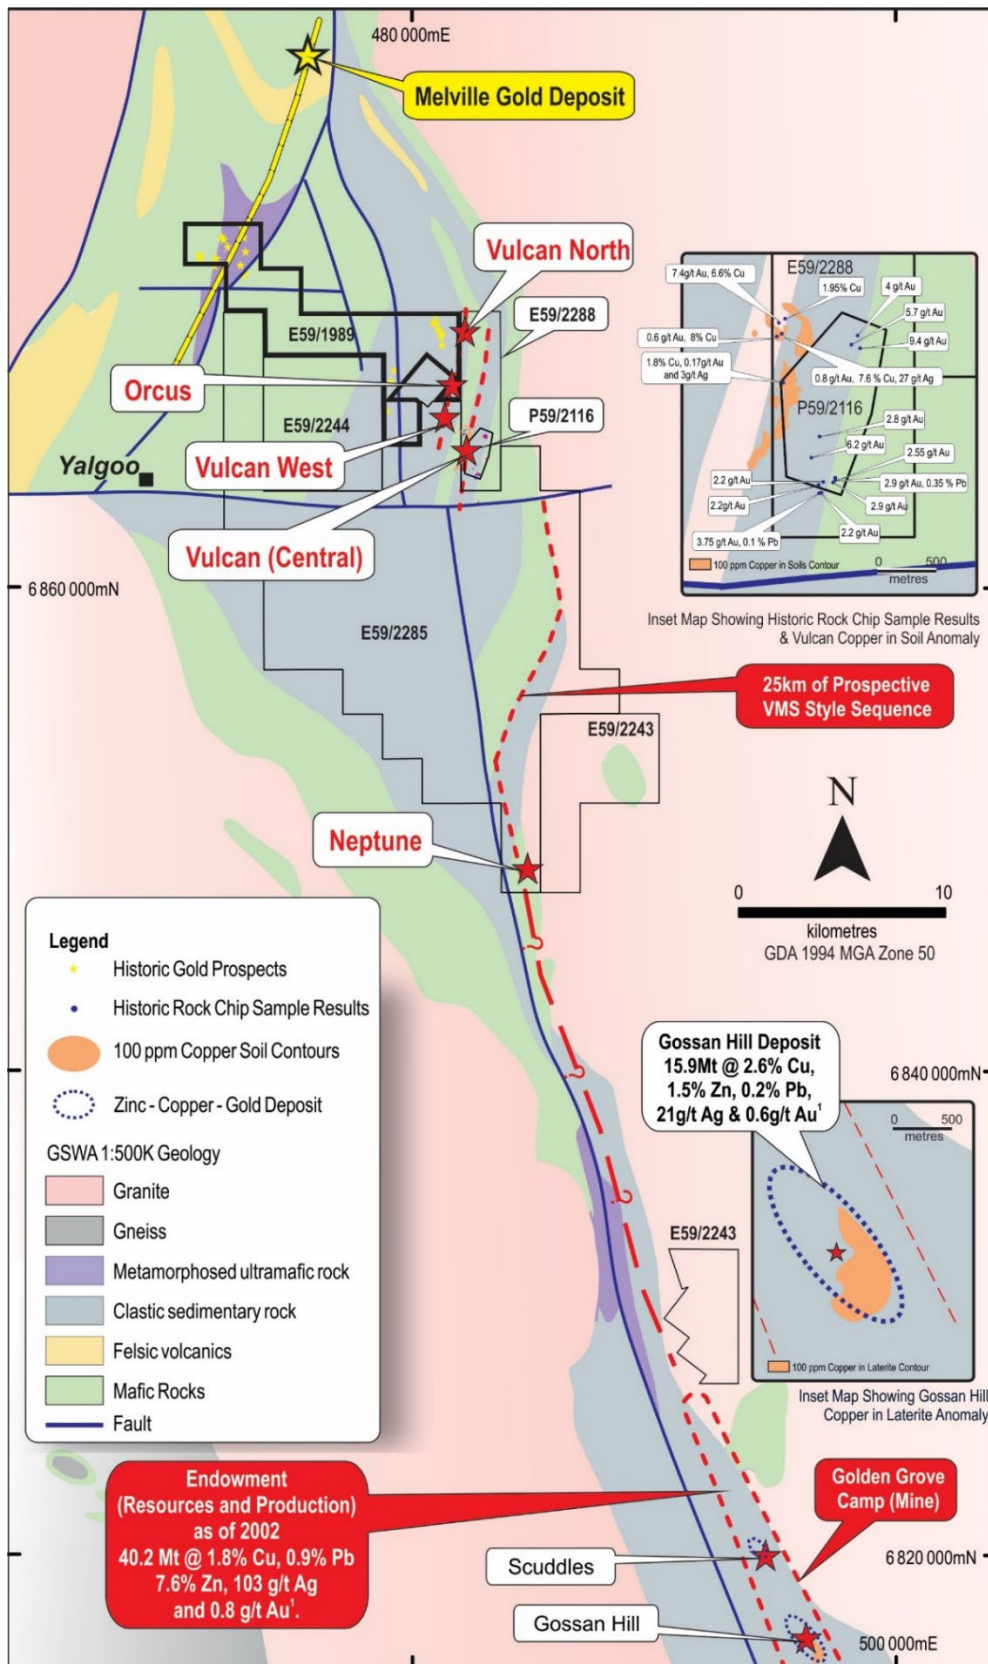 480 000mE
Melville Gold Deposit
Vulcan North
E59/2288
E59/1989
Orcus
E59/2244
P59/2116
Vulcan West
Yalgoo
Vulcan (Central)
6 860 000mN
E59/2285
E59/2288
7.4g/t Au, 6.6% Cu
1.95% Cu
4 g/t Au
5.7 g/t Au
0.6 g/t Au, 8% Cu
9.4 g/t Au
1.8% Cu, 0.17g/t Au
and 3g/t Ag
0.8 g/t Au, 7.6 % Cu, 27 g/t Ag
P59/2116
2.8 g/t Au
6.2 g/t Au
2.55 g/t Au
2.2 g/t Au
2.9 g/t Au, 0.35 % Pb
2.2g/t Au
2.9 g/t Au
3.75 g/t Au, 0.1 % Pb
2.2 g/t Au
100 ppm Copper in Soils Contour
0 500
metres
Inset Map Showing Historic Rock Chip Sample Results
& Vulcan Copper in Soil Anomaly
25km of Prospective
VMS Style Sequence
E59/2243
Neptune
N
0 10
kilometres
GDA 1994 MGA Zone 50
Legend
Historic Gold Prospects
Historic Rock Chip Sample Results
100 ppm Copper Soil Contours
Zinc - Copper - Gold Deposit
GSWA 1:500K Geology
Granite
Gneiss
Metamorphosed ultramafic rock
Clastic sedimentary rock
Felsic volcanics
Mafic Rocks
Fault
?
?
?
Gossan Hill Deposit
15.9Mt @ 2.6% Cu,
1.5% Zn, 0.2% Pb,
21g/t Ag & 0.6g/t Au¹
6 840 000mN
0 500
metres
E59/2243
100 ppm Copper in Laterite Contour
Inset Map Showing Gossan Hill
Copper in Laterite Anomaly
Endowment
(Resources and Production)
as of 2002
40.2 Mt @ 1.8% Cu, 0.9% Pb
7.6% Zn, 103 g/t Ag
and 0.8 g/t Au¹.
Golden Grove
Camp (Mine)
Scuddles
6 820 000mN
Gossan Hill
500 000mE